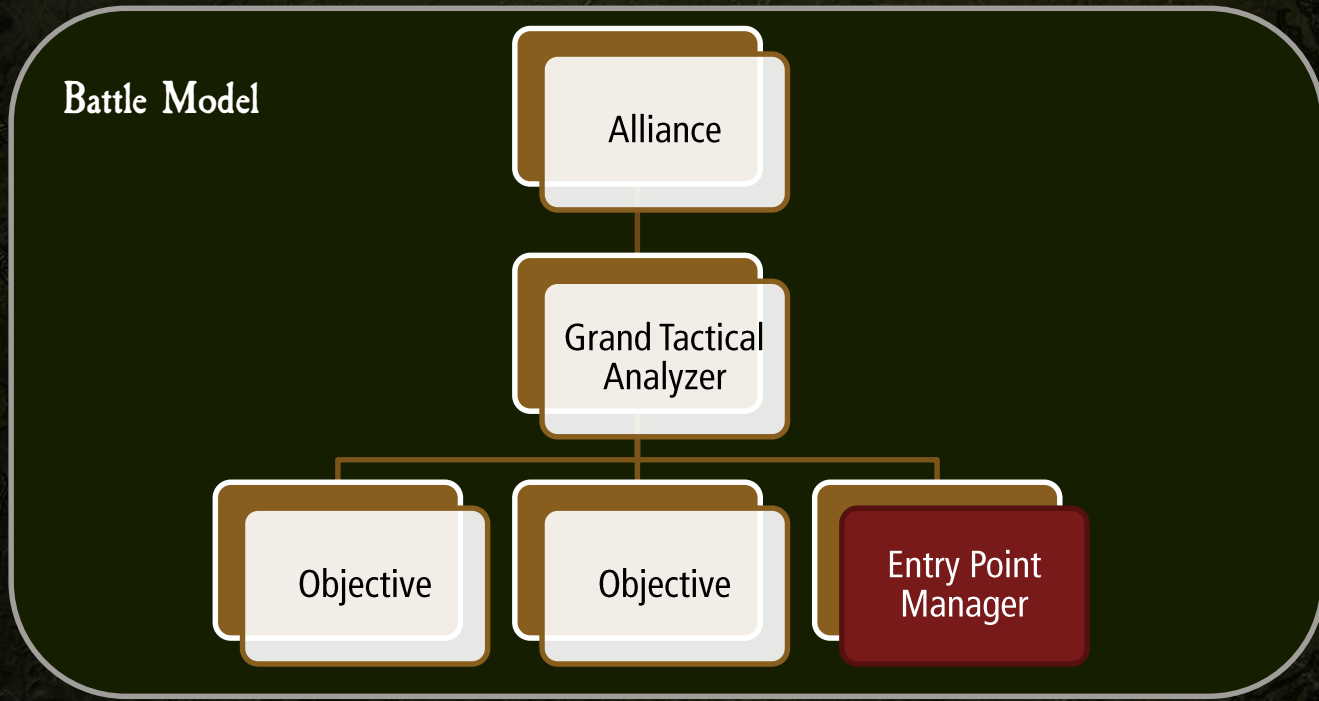 Battle Model
Alliance
Grand Tactical
Analyzer
Objective
Objective
Entry Point
Manager